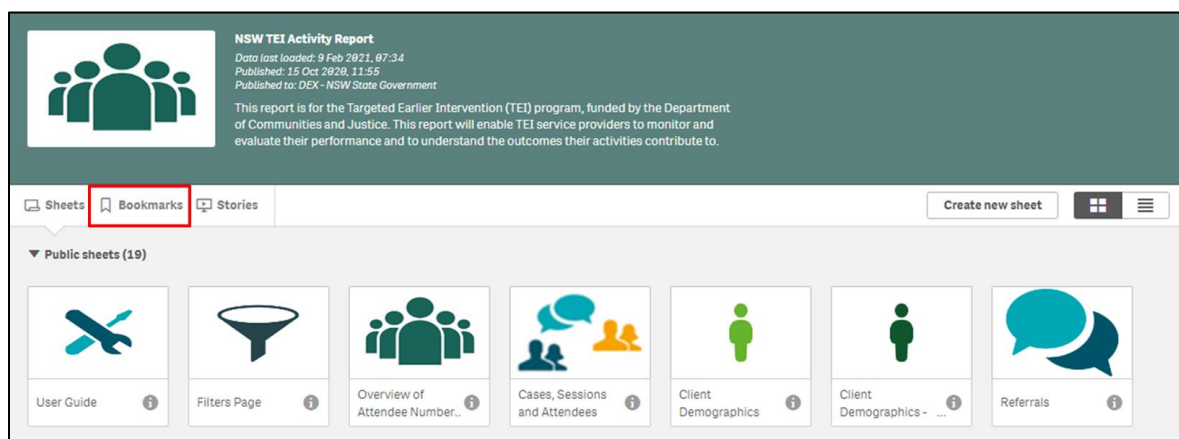 NSW TEI Activity Report
Data last loaded: 9 Feb 2021, 07:34
Published: 15 Oct 2020, 11:55
Published to: DEX - NSW State Government
This report is for the Targeted Earlier Intervention (TEI) program, funded by the Department
of Communities and Justice. This report will enable TEI service providers to monitor and
evaluate their performance and to understand the outcomes their activities contribute to.
Sheets Bookmarks Stories Create new sheet
Public sheets (19)
User Guide
Filters Page
Overview of
Attendee Number..
Cases, Sessions
and Attendees
Client
Demographics
Client
Demographics - ...
Referrals